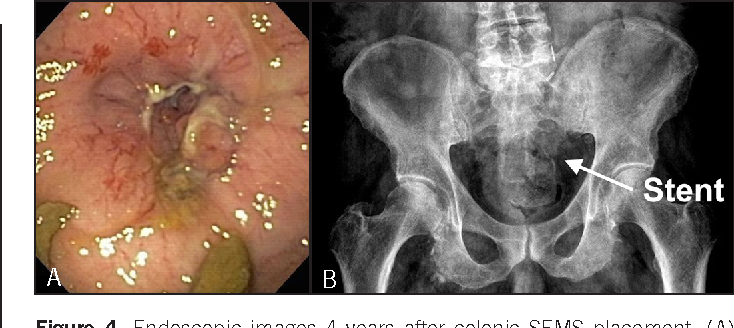 A
B
Stent
Figure 4. Endoscopic images 4 years after colonic SEMS placement. (A)